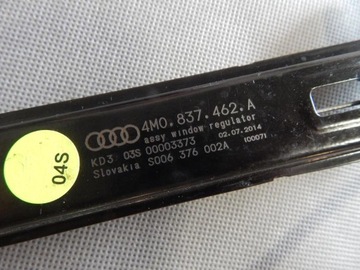 4M0.837.462.A
assy window regulator 02.07.2014
KD3 03S 00003373 100071
Slovakia S006 376 002A
04S